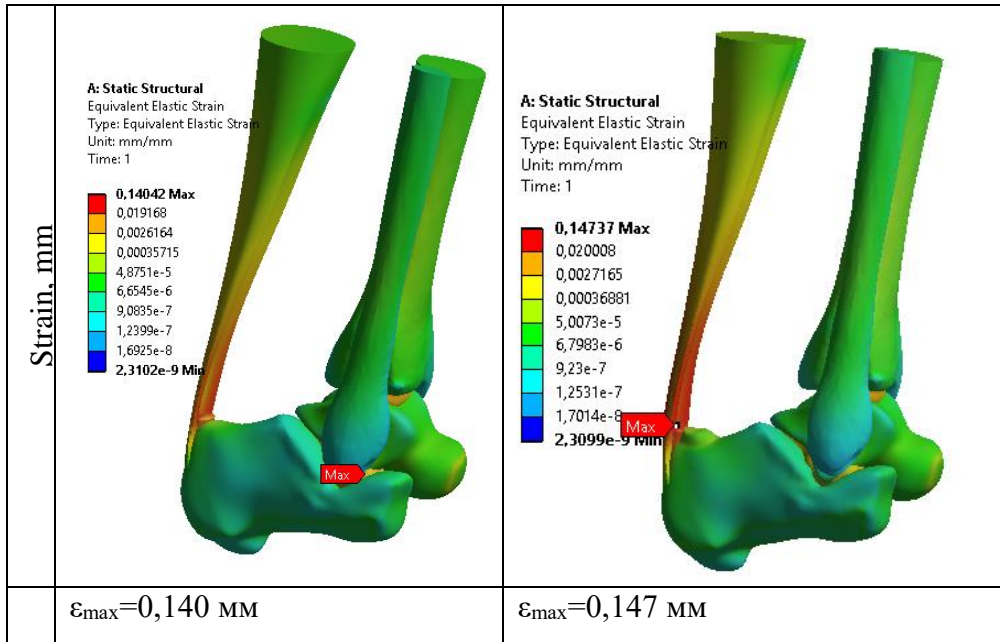 Strain, mm
A: Static Structural
Equivalent Elastic Strain
Type: Equivalent Elastic Strain
Unit: mm/mm
Time: 1
0,14042 Max
0,019168
0,0026164
0,00035715
4,8751e-5
6,6545e-6
9,0835e-7
1,2399e-7
1,6925e-8
2,3102e-9 Min
Max
A: Static Structural
Equivalent Elastic Strain
Type: Equivalent Elastic Strain
Unit: mm/mm
Time: 1
0,14737 Max
0,020008
0,0027165
0,00036881
5,0073e-5
6,7983e-6
9,23e-7
1,2531e-7
1,7014e-8
2,3099e-9 Min
Max
εmax=0,140 мм
εmax=0,147 мм